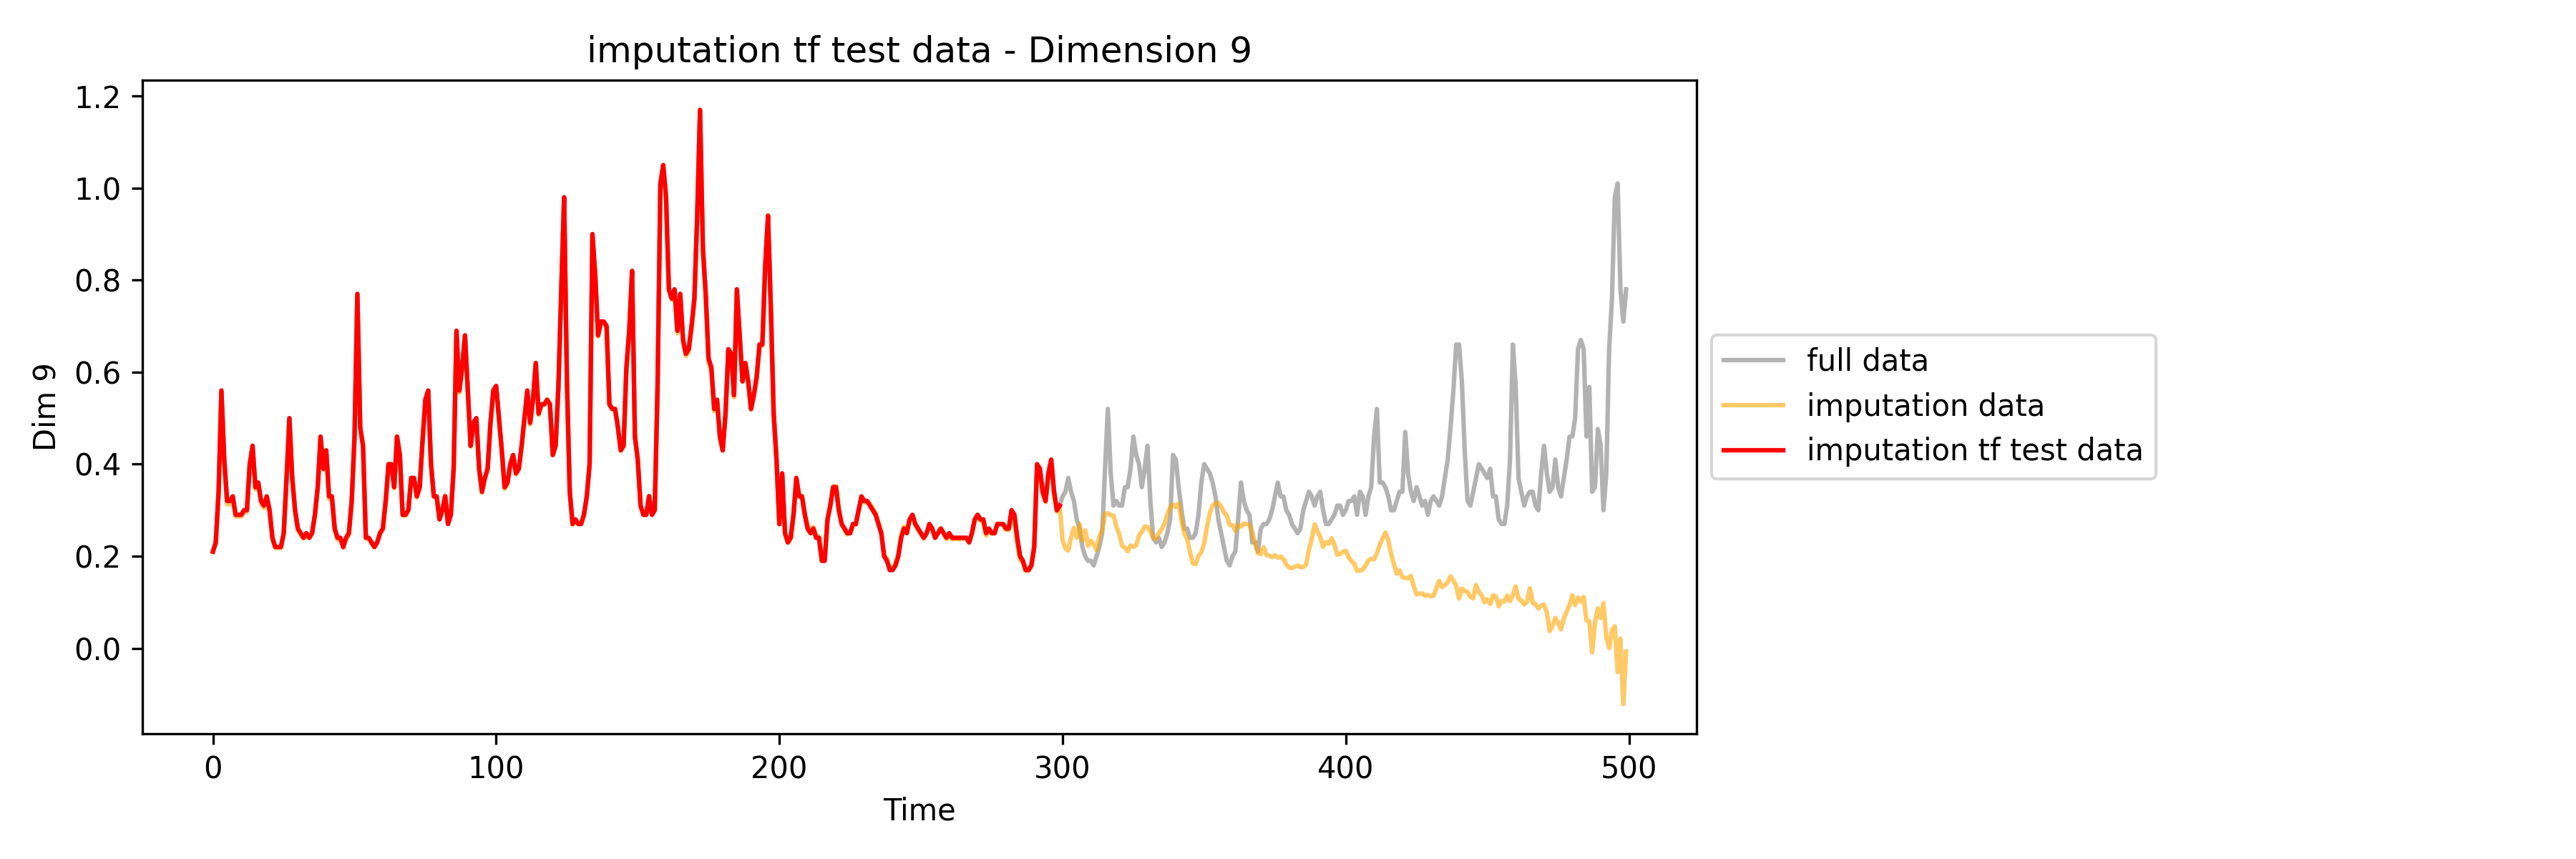 imputation tf test data - Dimension 9
1.2
1.0
0.8
0.6
0.4
0.2
0.0
Dim 9
0 100 200 300 400 500
Time
full data
imputation data
imputation tf test data